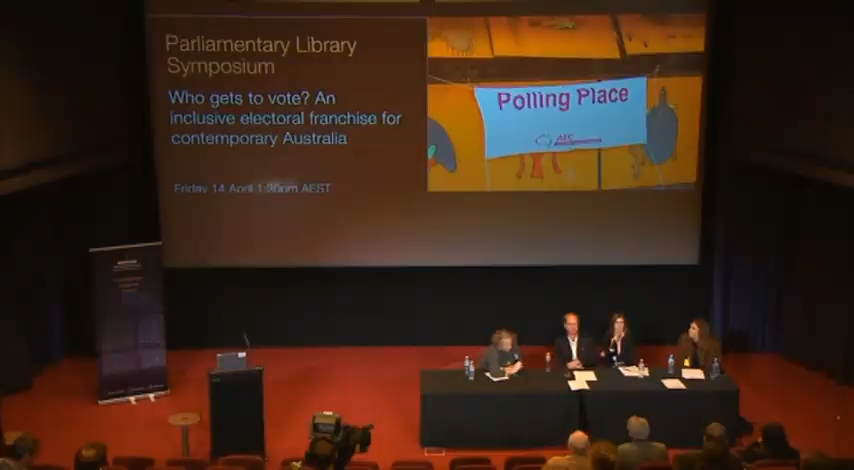 Parliamentary Library
Symposium
Who gets to vote? An
inclusive electoral franchise for
contemporary Australia
Friday 14 April 1:30pm AEST
Polling Place
AEC